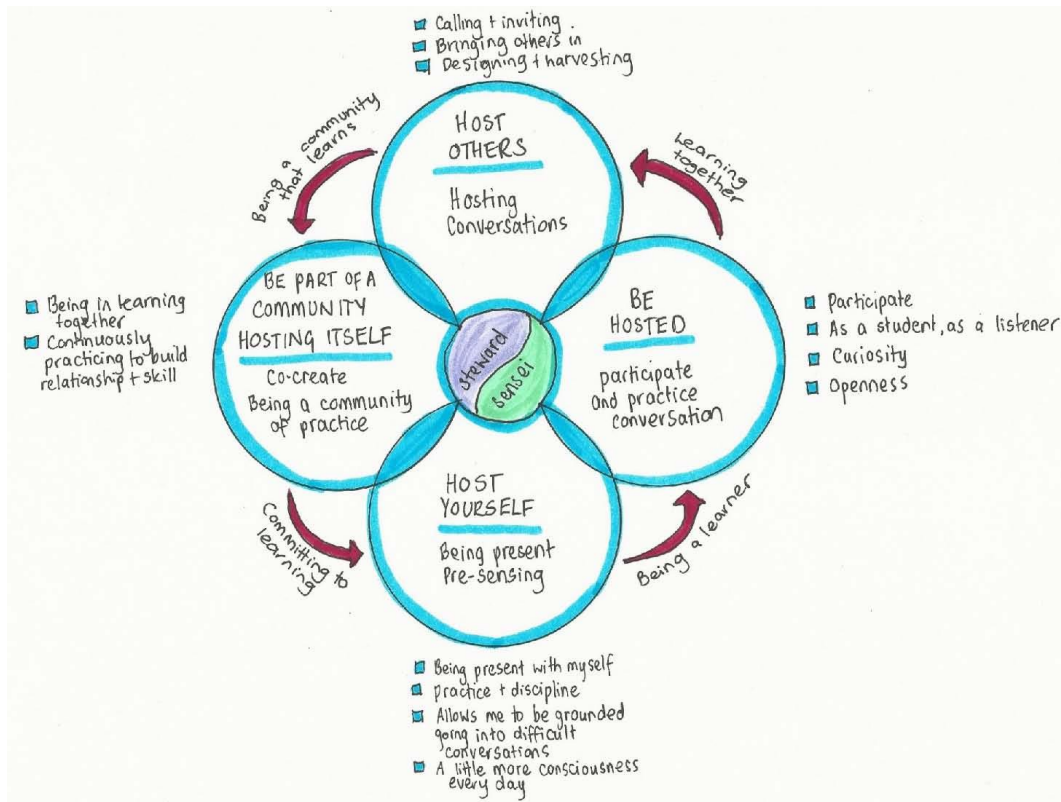 Calling + inviting.
Bringing others in
Designing + harvesting
HOST
OTHERS
Hosting
Conversations
Being a community
that learns
Learning
together
BE PART OF A
COMMUNITY
HOSTING ITSELF
Co-create
Being a community
of practice
Being in learning
together
Continuously
practicing to build
relationship + skill
steward
sensei
BE
HOSTED
participate
and practice
conversation
Participate
As a student, as a listener
Curiosity
Openness
HOST
YOURSELF
Being present
Pre-sensing
Committing to
learning
Being a learner
Being present with myself
practice + discipline
Allows me to be grounded
going into difficult
conversations
A little more consciousness
every day